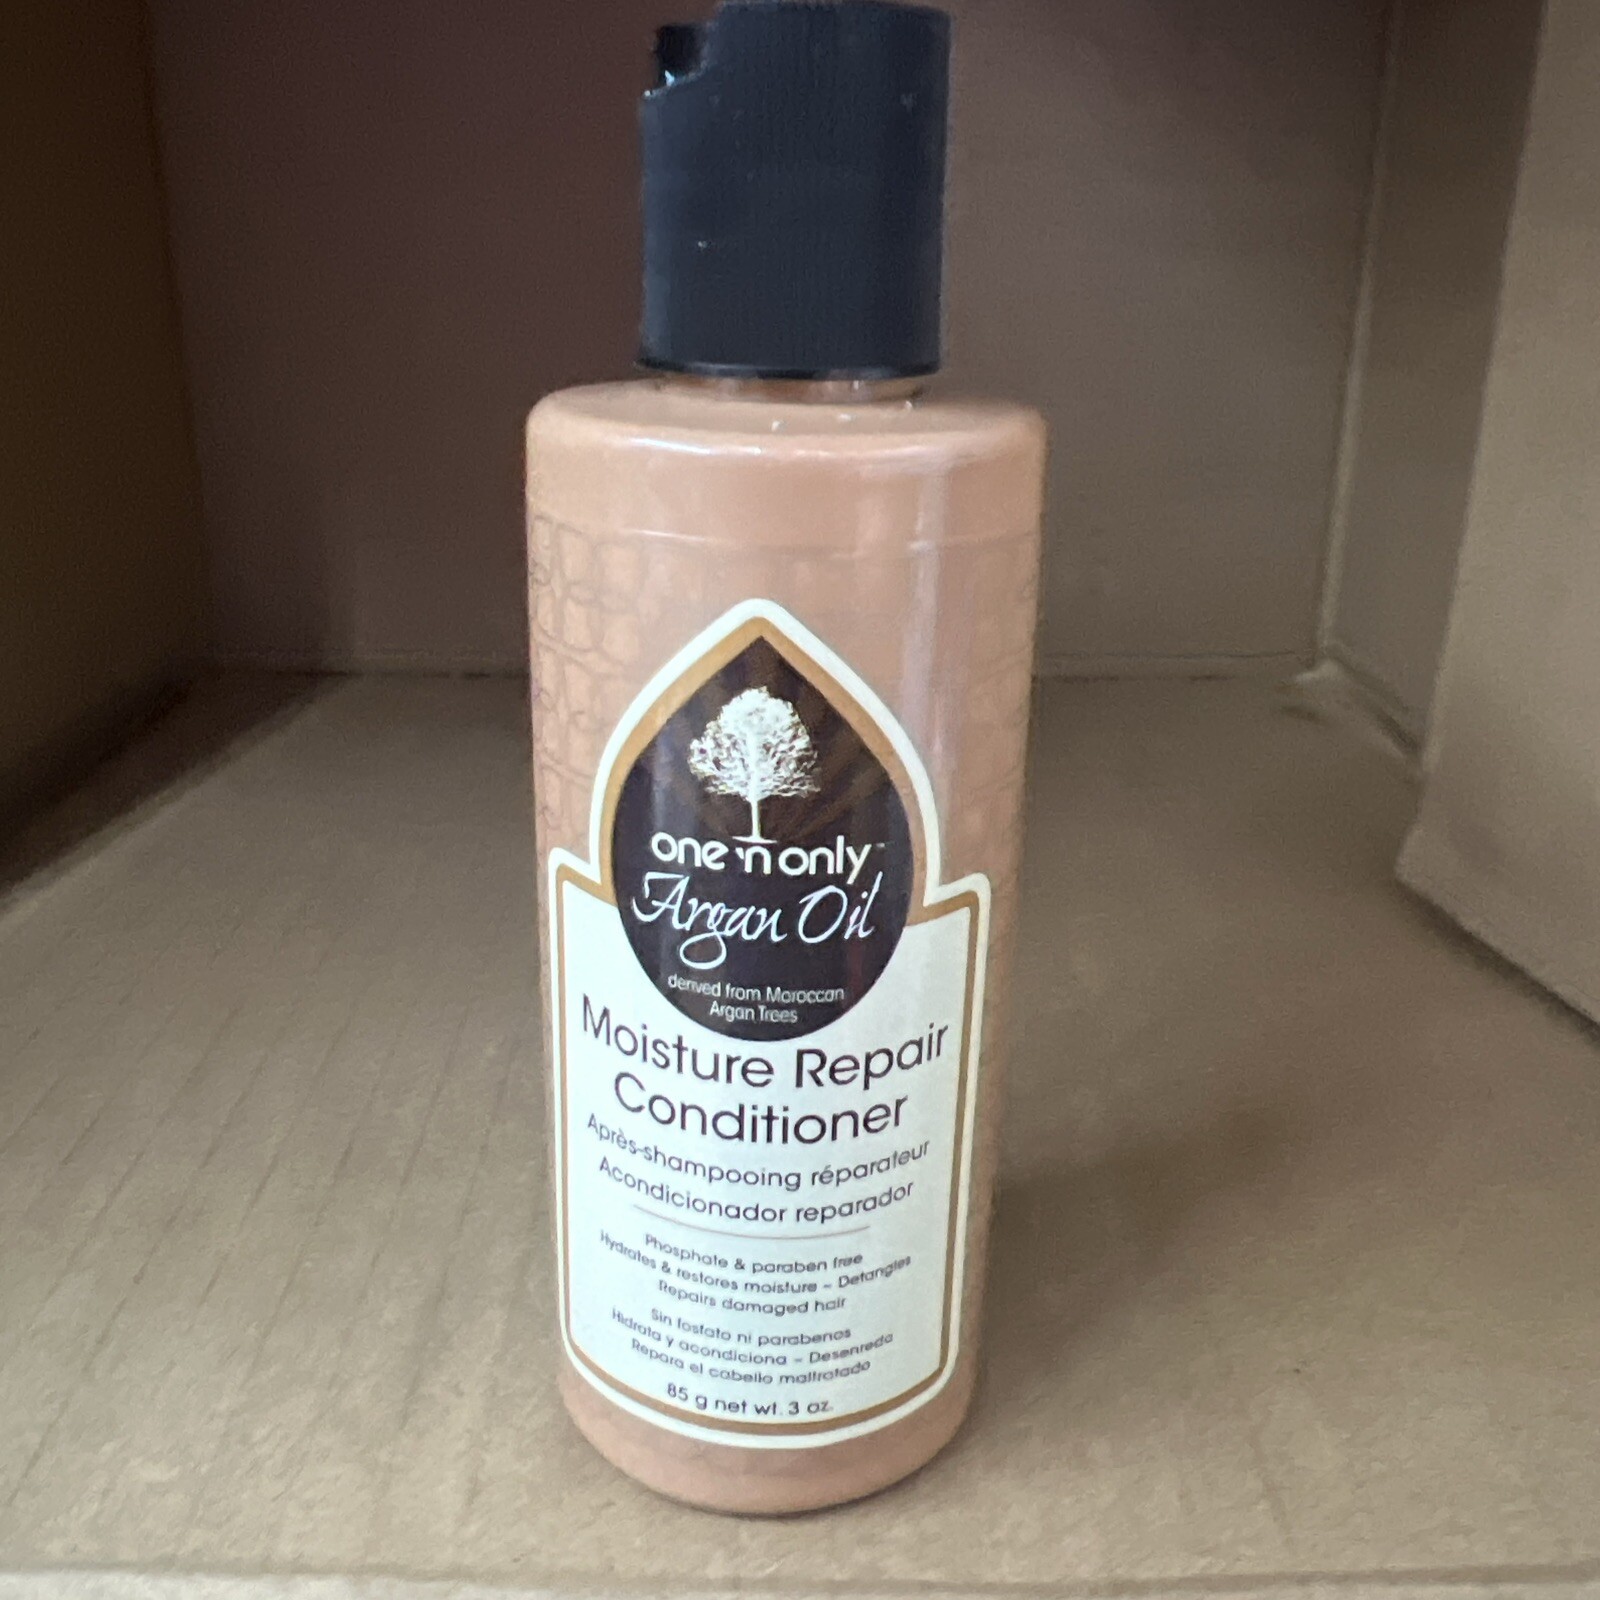 one 'n only™
Argan Oil
derived from Moroccan
Argan Trees
Moisture Repair
Conditioner
Après-shampooing réparateur
Acondicionador reparador
Phosphate & paraben free
Hydrates & restores moisture – Detangles
Repairs damaged hair
Sin fosfato ni parabenos
Hidrata y acondiciona – Desenreda
Repara el cabello maltratado
85 g net wt. 3 oz.